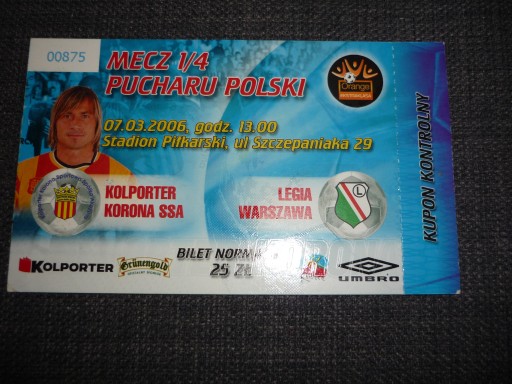 00875
MECZ 1/4
PUCHARU POLSKI
Orange
07.03.2006, godz. 13.00
Stadion Piłkarski, ul Szczepaniaka 29
KOLPORTER
KORONA SSA
LEGIA
WARSZAWA
L
BILET NORMA
25 ZŁ
KOLPORTER
Grünengold
UMBRO
KUPON KONTROLNY